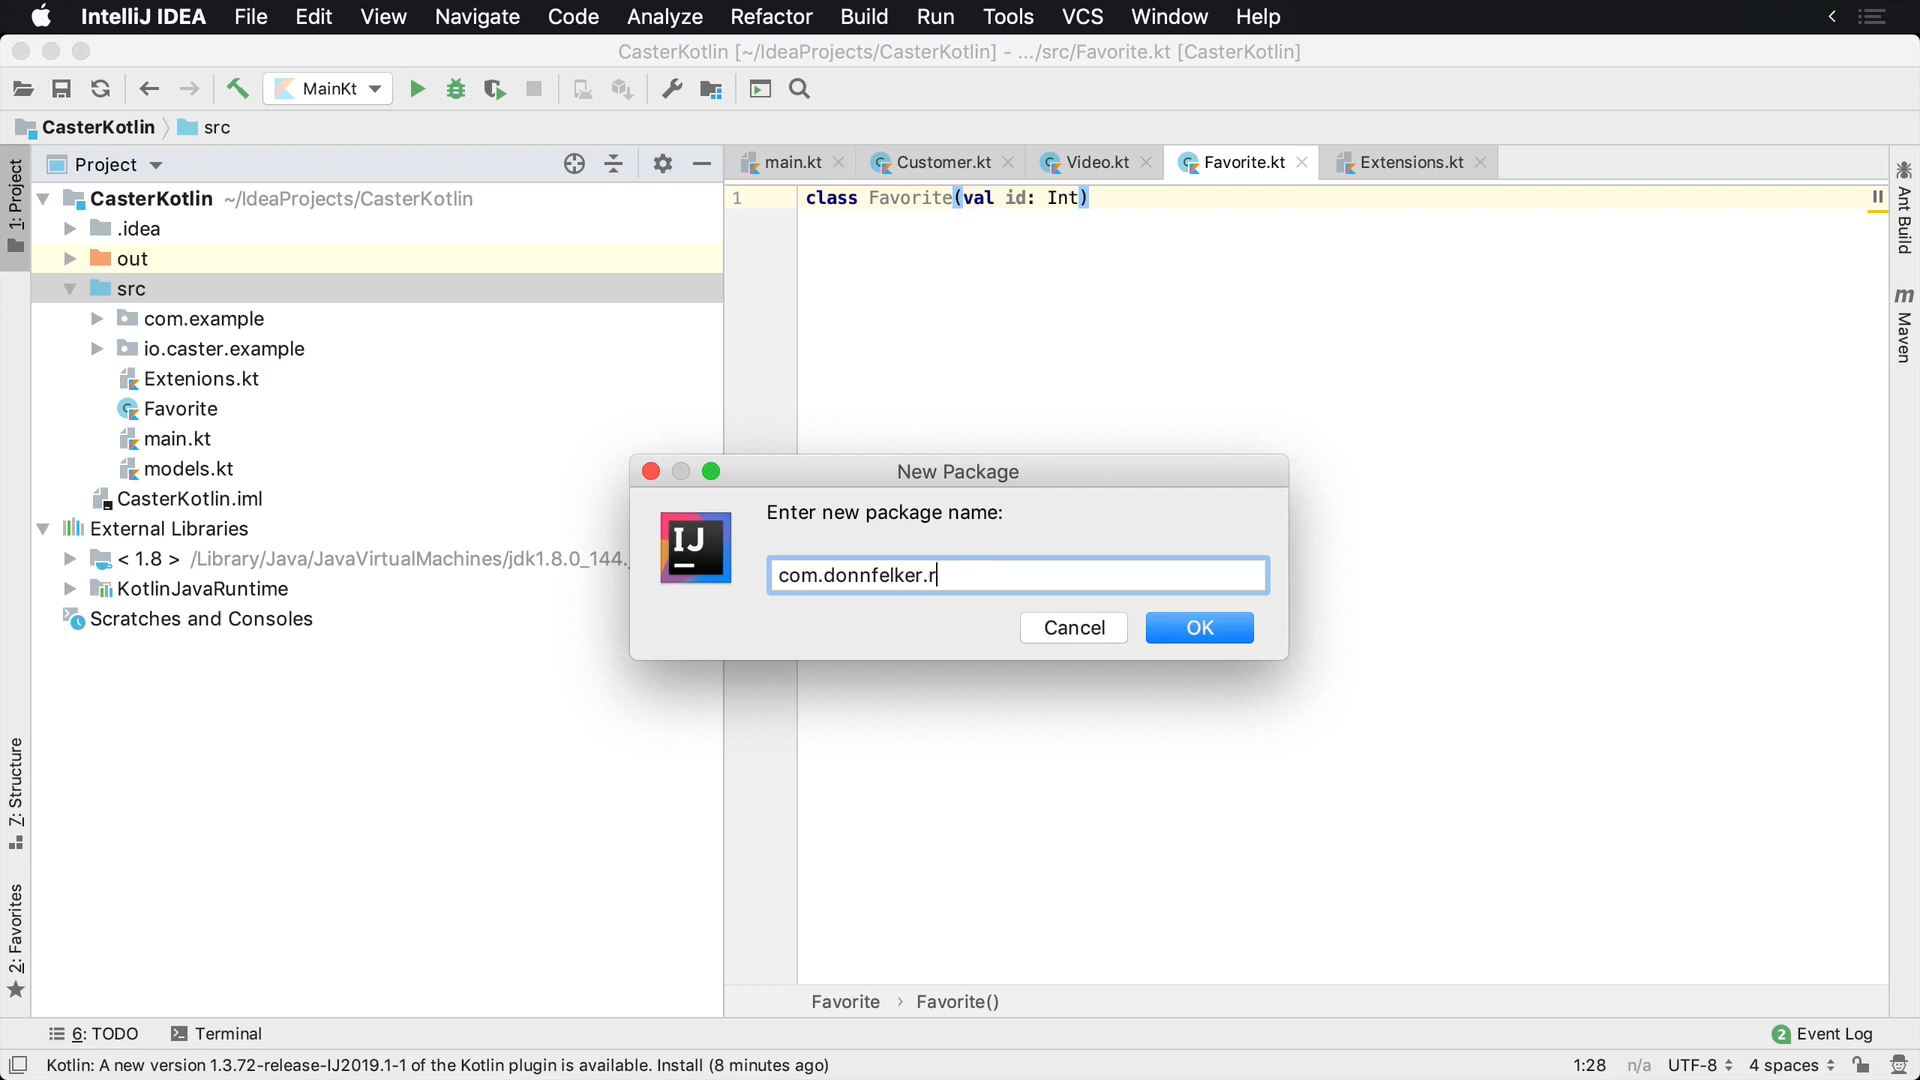 IntelliJ IDEA File Edit View Navigate Code Analyze Refactor Build Run Tools VCS Window Help
CasterKotlin [~/IdeaProjects/CasterKotlin] - .../src/Favorite.kt [CasterKotlin]
MainKt
CasterKotlin src
1: Project
Project
main.kt Customer.kt Video.kt Favorite.kt Extensions.kt
CasterKotlin ~/IdeaProjects/CasterKotlin
.idea
out
src
com.example
io.caster.example
Extenions.kt
Favorite
main.kt
models.kt
CasterKotlin.iml
External Libraries
< 1.8 > /Library/Java/JavaVirtualMachines/jdk1.8.0_144.
KotlinJavaRuntime
Scratches and Consoles
1 class Favorite(val id: Int)
New Package
IJ
Enter new package name:
com.donnfelker.r
Cancel OK
Ant Build
m Maven
Z: Structure
2: Favorites
Favorite › Favorite()
6: TODO Terminal
2 Event Log
Kotlin: A new version 1.3.72-release-IJ2019.1-1 of the Kotlin plugin is available. Install (8 minutes ago)
1:28 n/a UTF-8 4 spaces